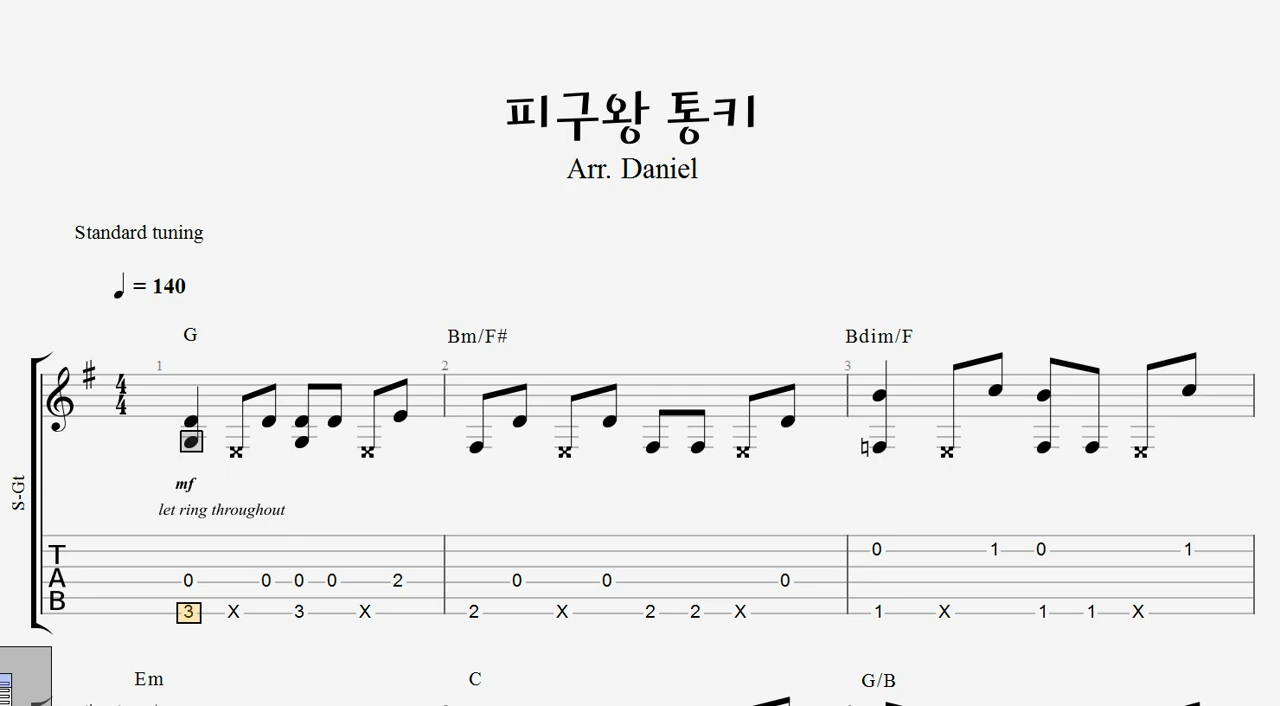 피구왕 통키
Arr. Daniel
Standard tuning
= 140
G Bm/F# Bdim/F
1 2 3
4
4
S-Gt
mf
let ring throughout
T
A
B
0 1 0 1
0 0 0 0 2 0 0 0
3 X 3 X 2 X 2 2 X 1 X 1 1 X
Em C G/B